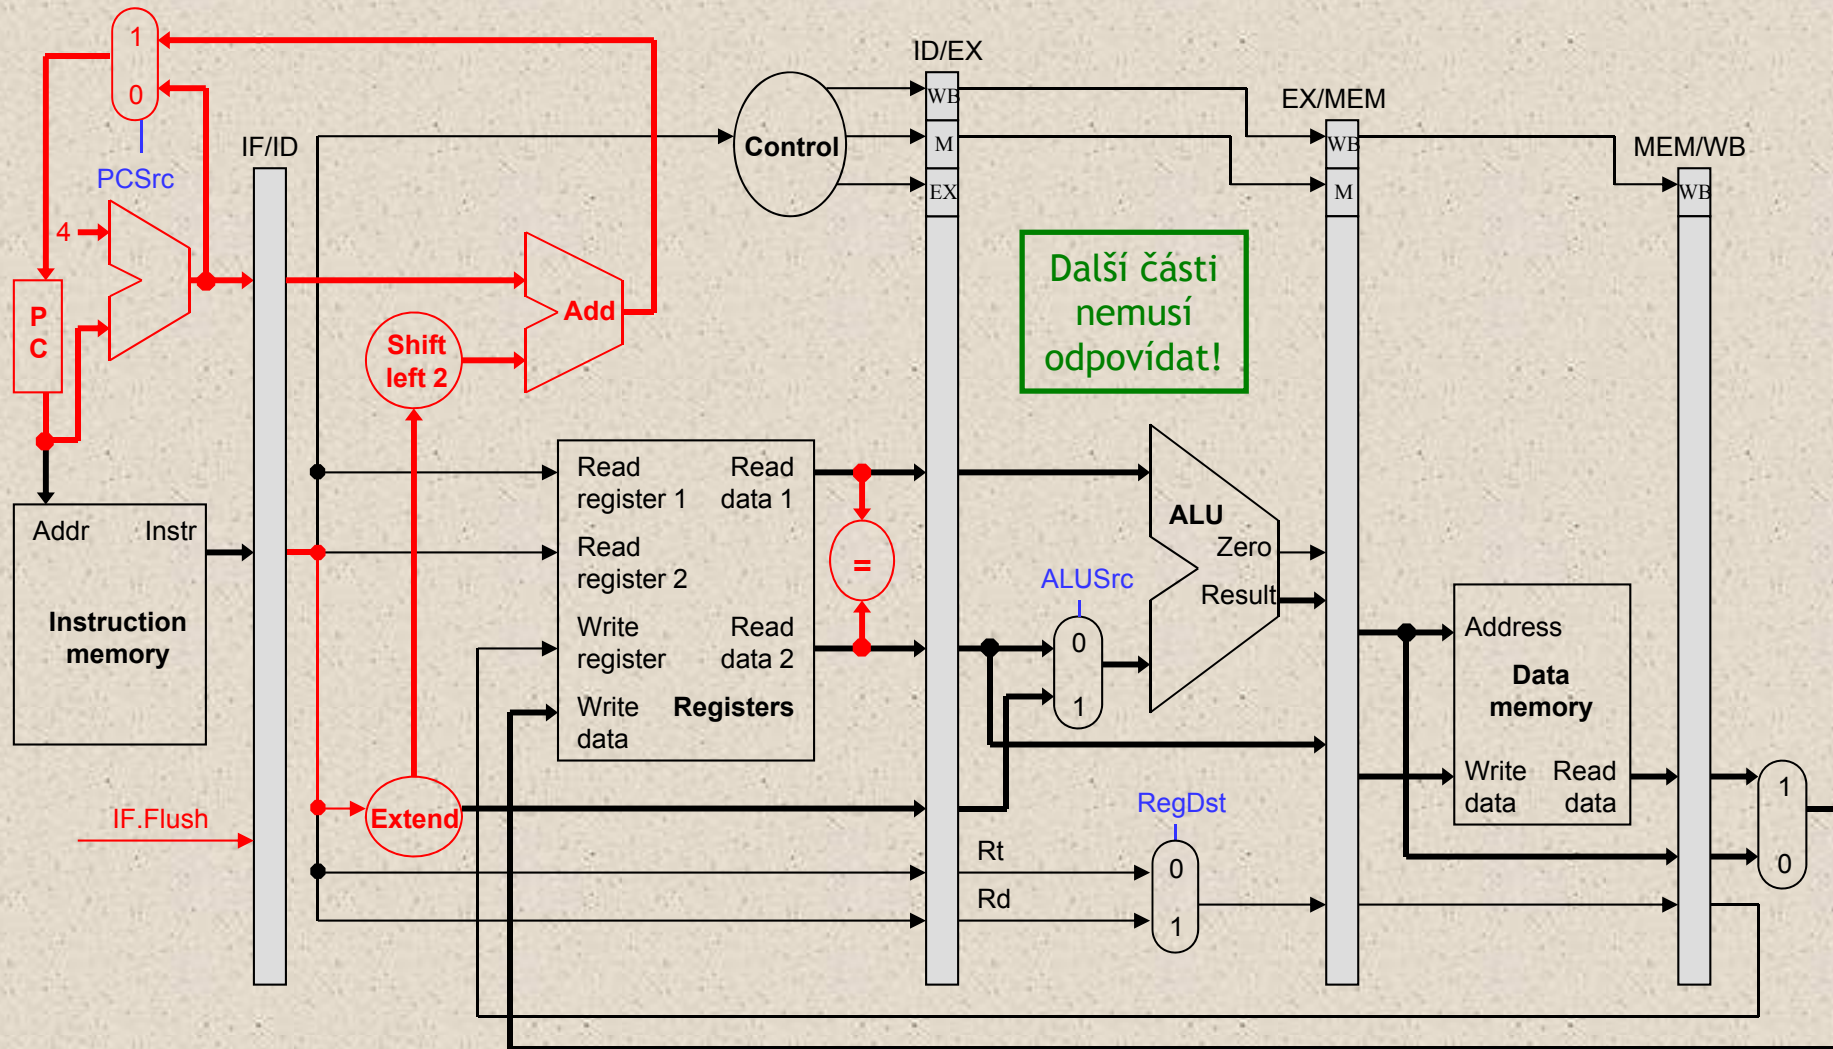 1
0
PCSrc
4
P
C
IF/ID
Control
ID/EX
WB
M
EX
EX/MEM
WB
M
MEM/WB
WB
Další části
nemusí
odpovídat!
Add
Shift
left 2
Addr
Instr
Instruction
memory
IF.Flush
Extend
Read
register 1
Read
data 1
Read
register 2
Write
register
Read
data 2
Write
data
Registers
=
ALU
Zero
Result
ALUSrc
0
1
RegDst
Rt
Rd
0
1
Address
Data
memory
Write
data
Read
data
1
0